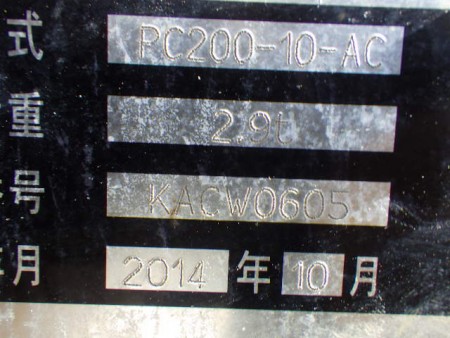 式 PC200-10-AC
重 2.9t
号 KACW0605
月 2014 年 10 月